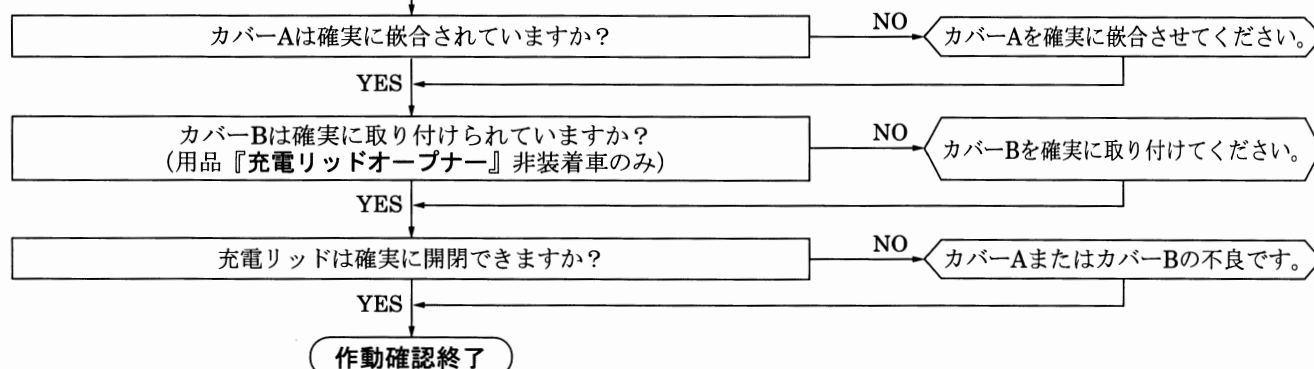 カバーAは確実に嵌合されていますか？
NO
カバーAを確実に嵌合させてください。
YES
カバーBは確実に取り付けられていますか？
（用品『充電リッドオープナー』非装着車のみ）
NO
カバーBを確実に取り付けてください。
YES
充電リッドは確実に開閉できますか？
NO
カバーAまたはカバーBの不良です。
YES
作動確認終了